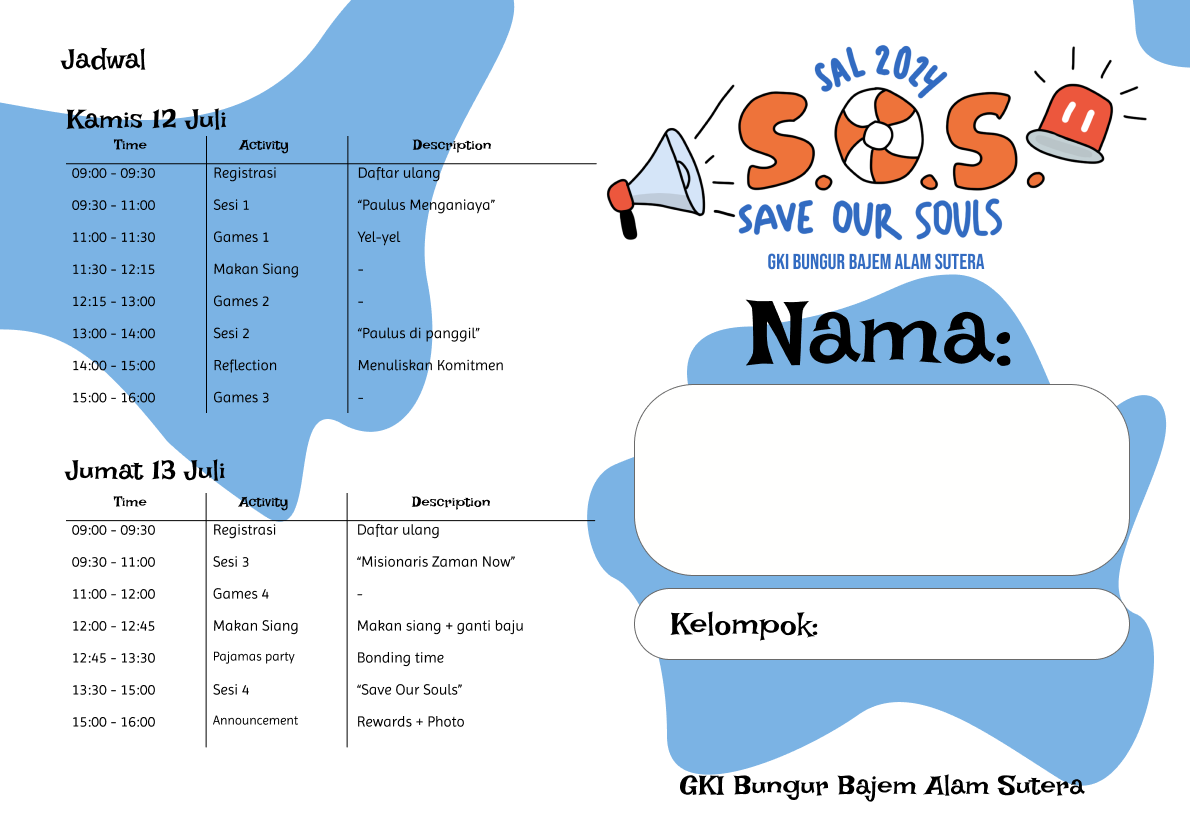 Jadwal
Kamis 12 Juli
Time Activity Description
09:00 - 09:30 Registrasi Daftar ulang
09:30 - 11:00 Sesi 1 “Paulus Menganiaya”
11:00 - 11:30 Games 1 Yel-yel
11:30 - 12:15 Makan Siang -
12:15 - 13:00 Games 2 -
13:00 - 14:00 Sesi 2 “Paulus di panggil”
14:00 - 15:00 Reflection Menuliskan Komitmen
15:00 - 16:00 Games 3 -
Jumat 13 Juli
Time Activity Description
09:00 - 09:30 Registrasi Daftar ulang
09:30 - 11:00 Sesi 3 “Misionaris Zaman Now”
11:00 - 12:00 Games 4 -
12:00 - 12:45 Makan Siang Makan siang + ganti baju
12:45 - 13:30 Pajamas party Bonding time
13:30 - 15:00 Sesi 4 “Save Our Souls”
15:00 - 16:00 Announcement Rewards + Photo
SAL 2024
S.O.S.
SAVE OUR SOULS
GKI BUNGUR BAJEM ALAM SUTERA
Nama:
Kelompok:
GKI Bungur Bajem Alam Sutera